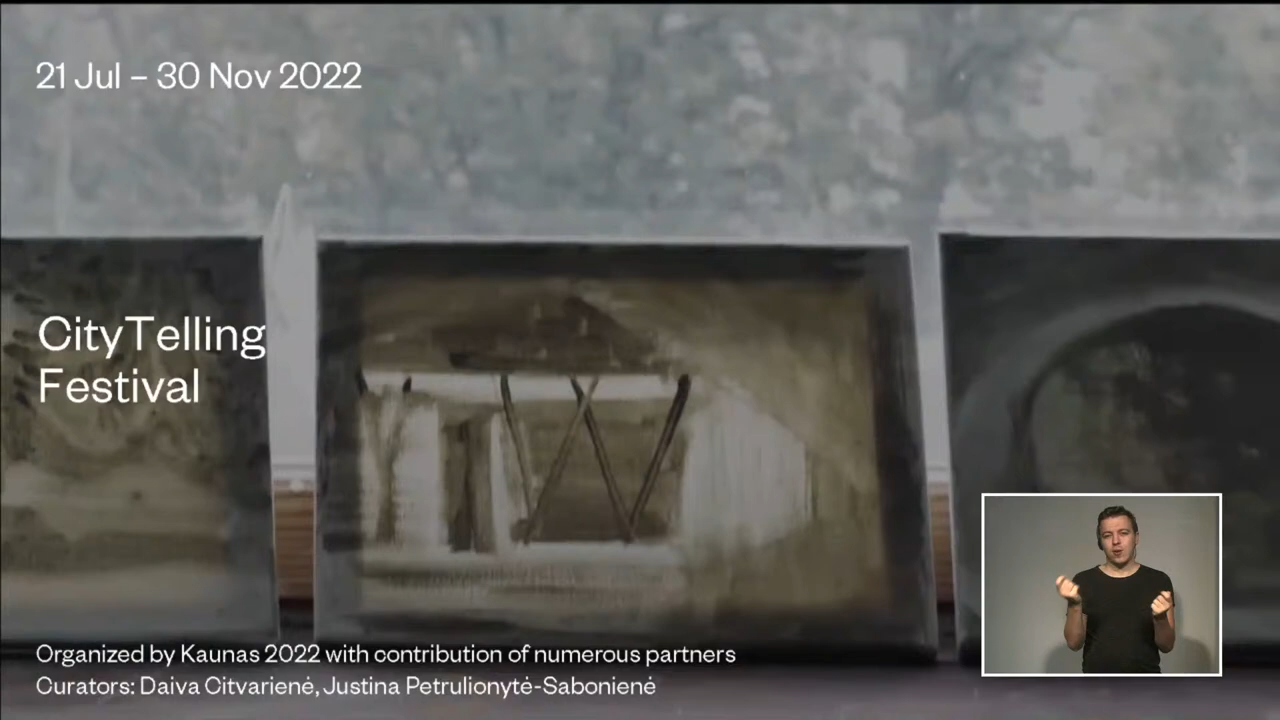 21 Jul – 30 Nov 2022
CityTelling
Festival
Organized by Kaunas 2022 with contribution of numerous partners
Curators: Daiva Citvarienė, Justina Petrulionytė-Sabonienė